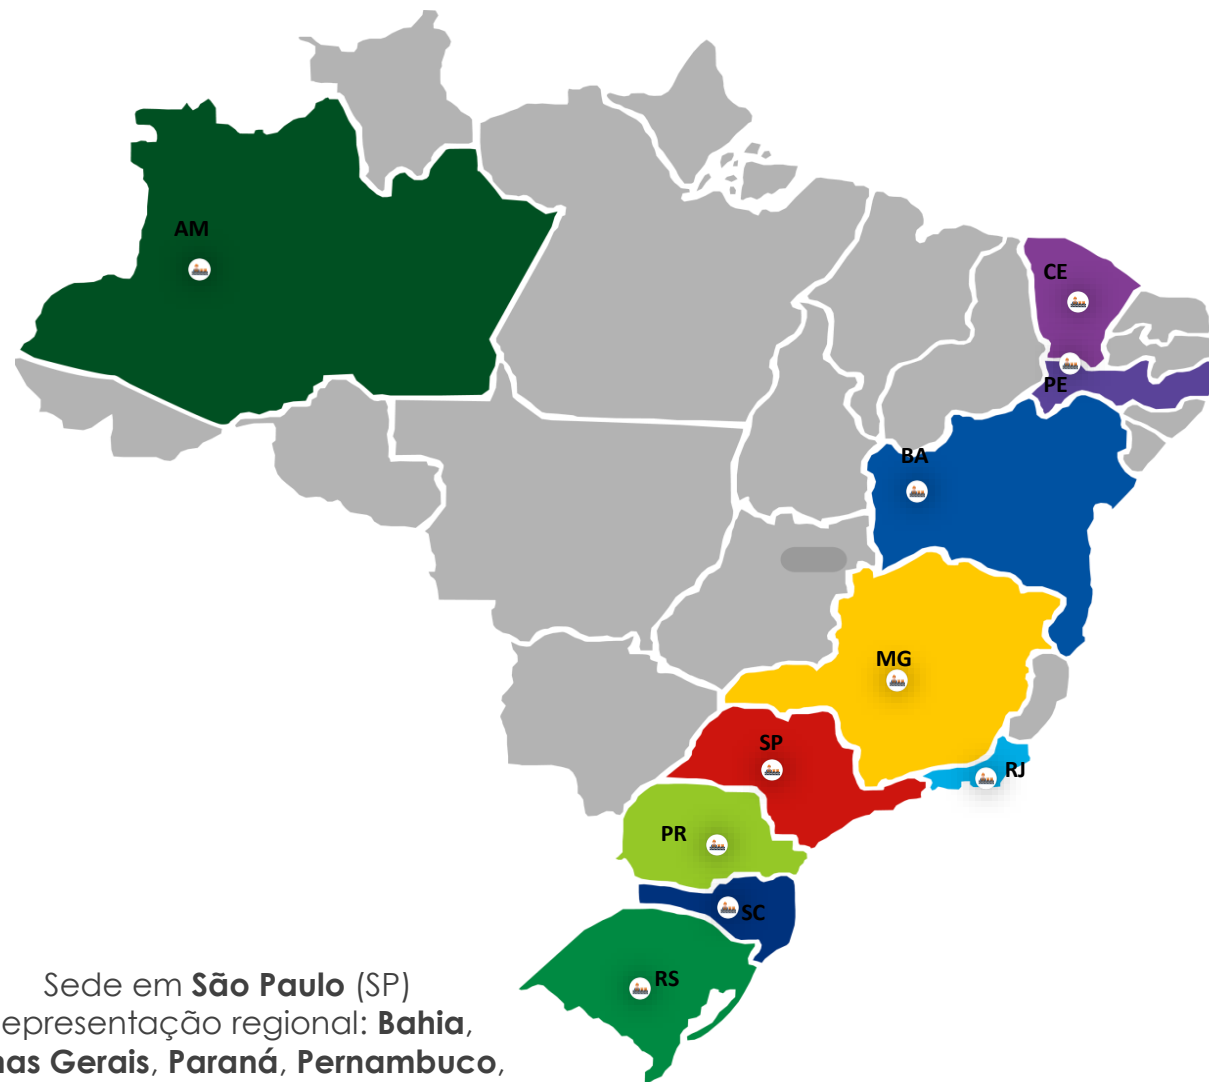 AM
CE
PE
BA
MG
SP
RJ
PR
SC
RS
Sede em São Paulo (SP)
epresentação regional: Bahia,
nas Gerais, Paraná, Pernambuco,